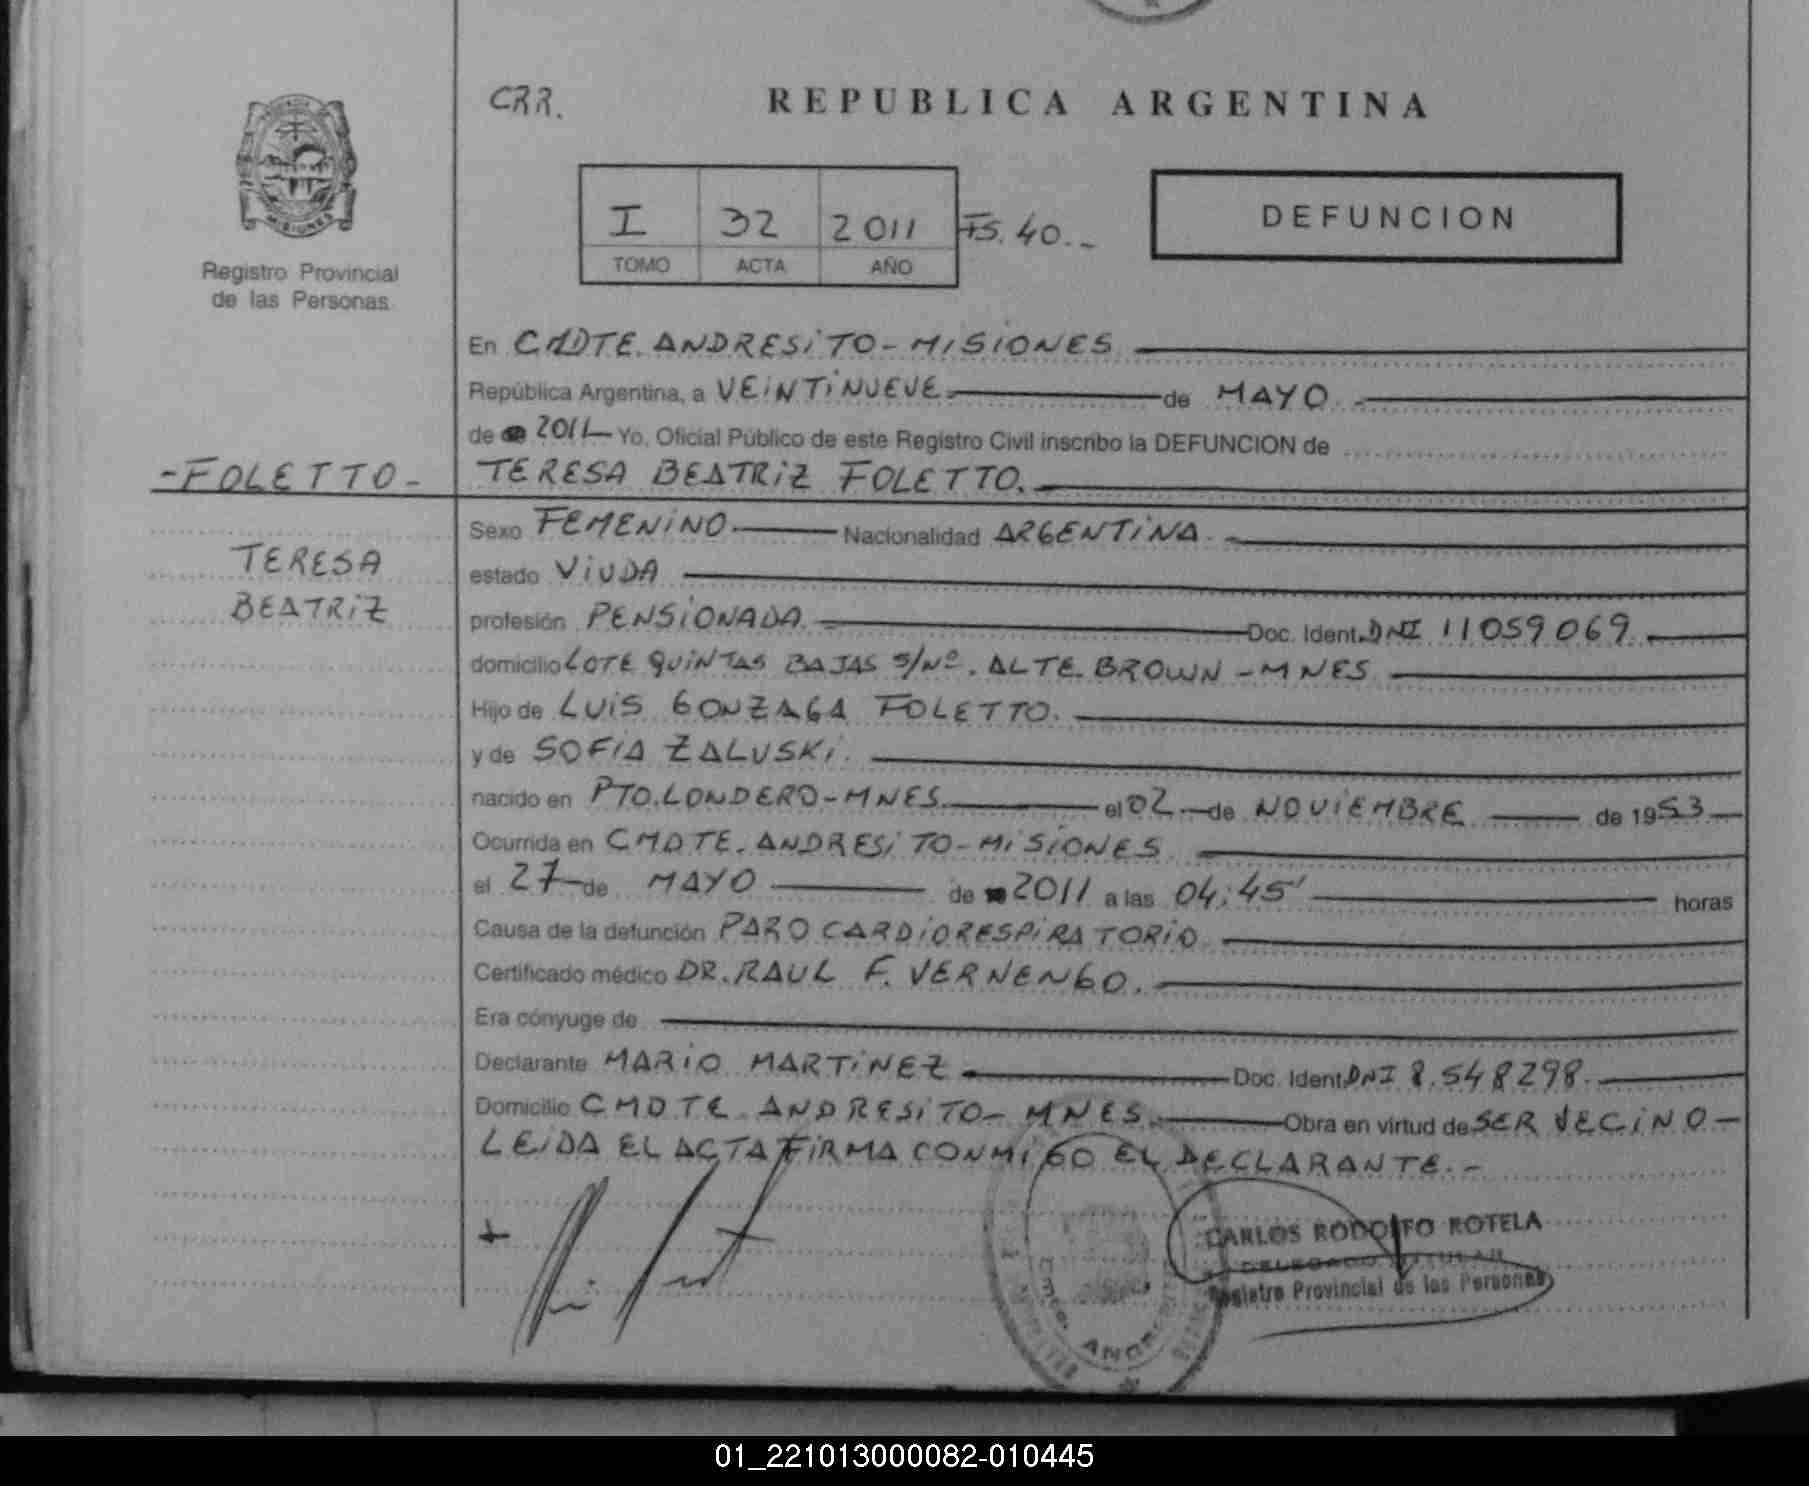 MISIONES
Registro Provincial
de las Personas
CRR.
REPUBLICA ARGENTINA
I 32 2011 FS. 40.-
TOMO ACTA AÑO
DEFUNCION
En CMDTE. ANDRESITO - MISIONES
República Argentina, a VEINTINUEVE de MAYO.
de 2011 Yo, Oficial Público de este Registro Civil inscribo la DEFUNCION de
-FOLETTO-
TERESA BEATRIZ FOLETTO.
TERESA
BEATRIZ
Sexo FEMENINO Nacionalidad ARGENTINA.
estado VIUDA
profesión PENSIONADA Doc. Ident. DNI 11059069
domicilio LOTE QUINTAS BAJAS S/Nº. ALTE. BROWN - MNES
Hijo de LUIS GONZAGA FOLETTO.
y de SOFIA ZALUSKI.
nacido en PTO. LONDERO - MNES el 02 de NOVIEMBRE de 1953
Ocurrida en CMDTE. ANDRESITO - MISIONES
el 27 de MAYO de 2011 a las 04:45' horas
Causa de la defunción PARO CARDIORESPIRATORIO
Certificado médico DR. RAUL F. VERNENGO.
Era cónyuge de
Declarante MARIO MARTINEZ Doc. Ident. DNI 8.548298.
Domicilio CMDTE. ANDRESITO - MNES. Obra en virtud de SER VECINO -
LEIDA EL ACTA FIRMA CONMIGO EL DECLARANTE. -
CARLOS RODOLFO ROTELA
DELEGADO TITULAR
Registro Provincial de las Personas
01_221013000082-010445